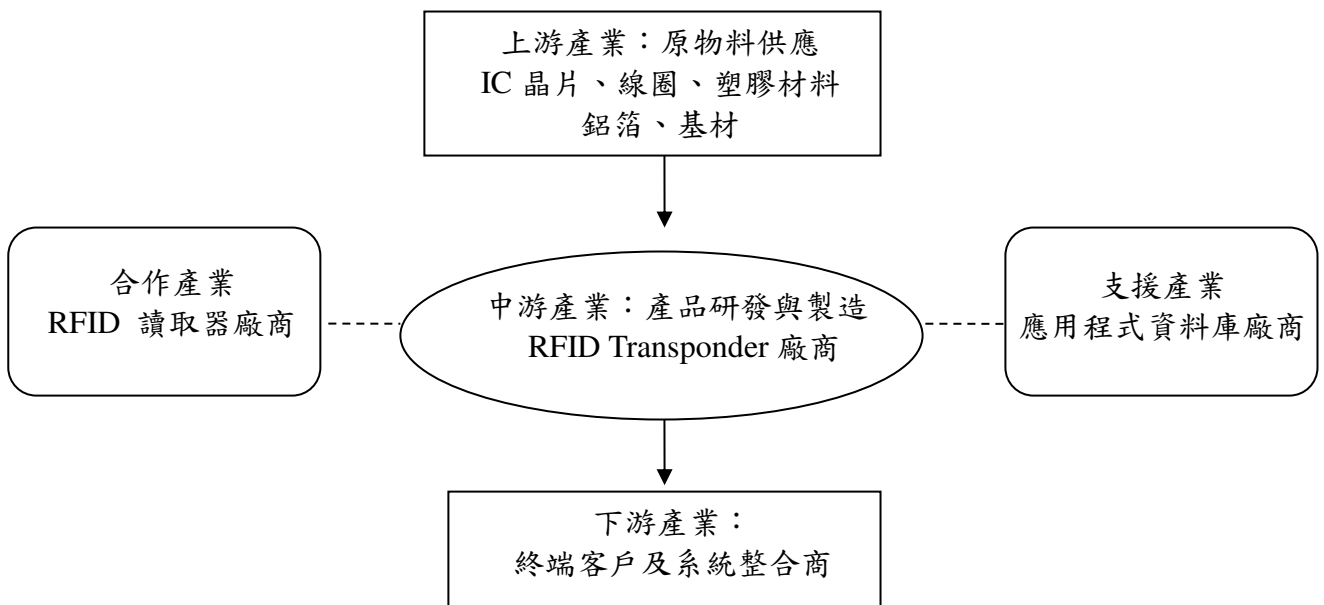 上游產業：原物料供應
IC 晶片、線圈、塑膠材料
鋁箔、基材
合作產業
RFID 讀取器廠商
中游產業：產品研發與製造
RFID Transponder 廠商
支援產業
應用程式資料庫廠商
下游產業：
終端客戶及系統整合商